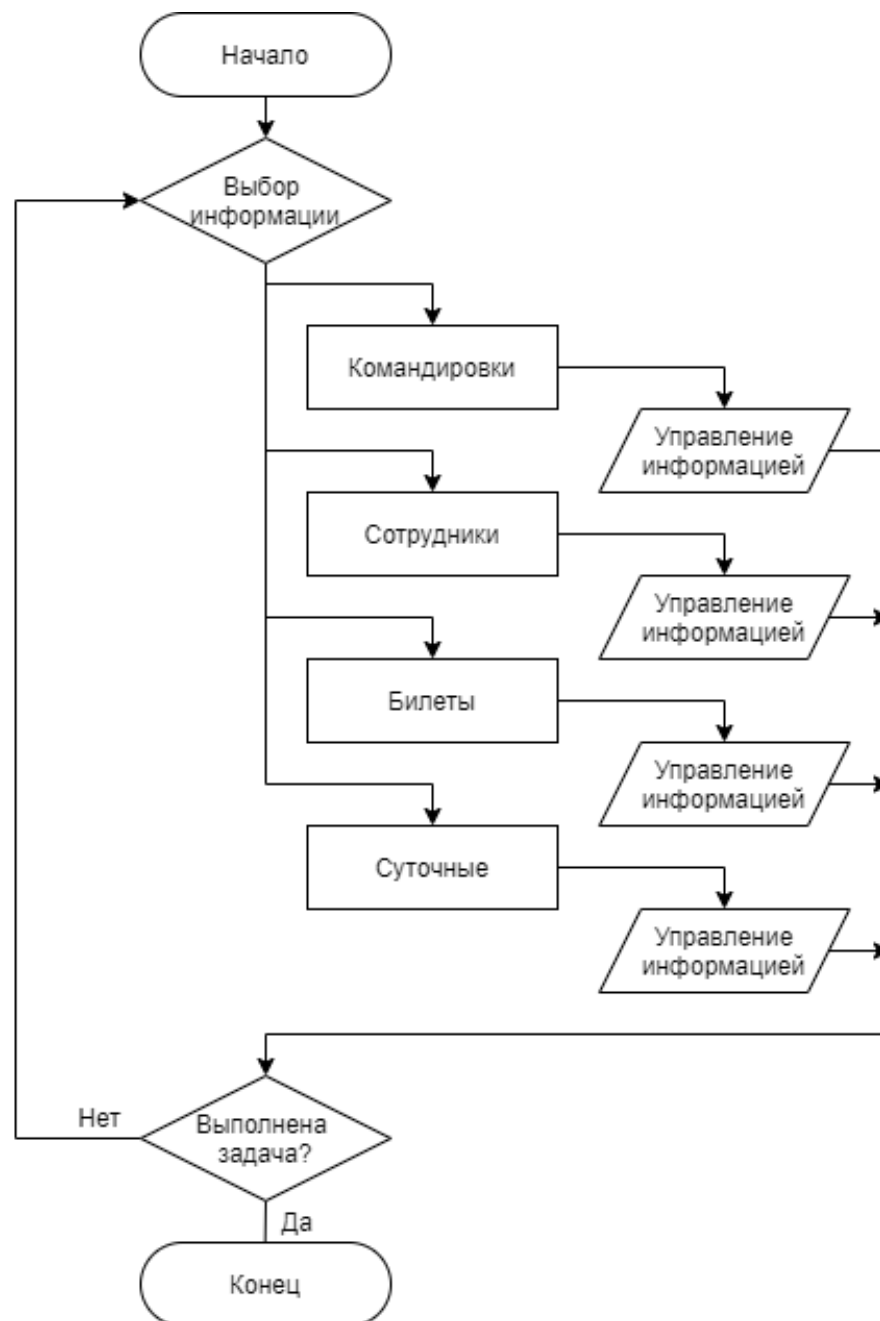 Начало
Выбор
информации
Командировки
Управление
информацией
Сотрудники
Управление
информацией
Билеты
Управление
информацией
Суточные
Управление
информацией
Нет
Выполнена
задача?
Да
Конец